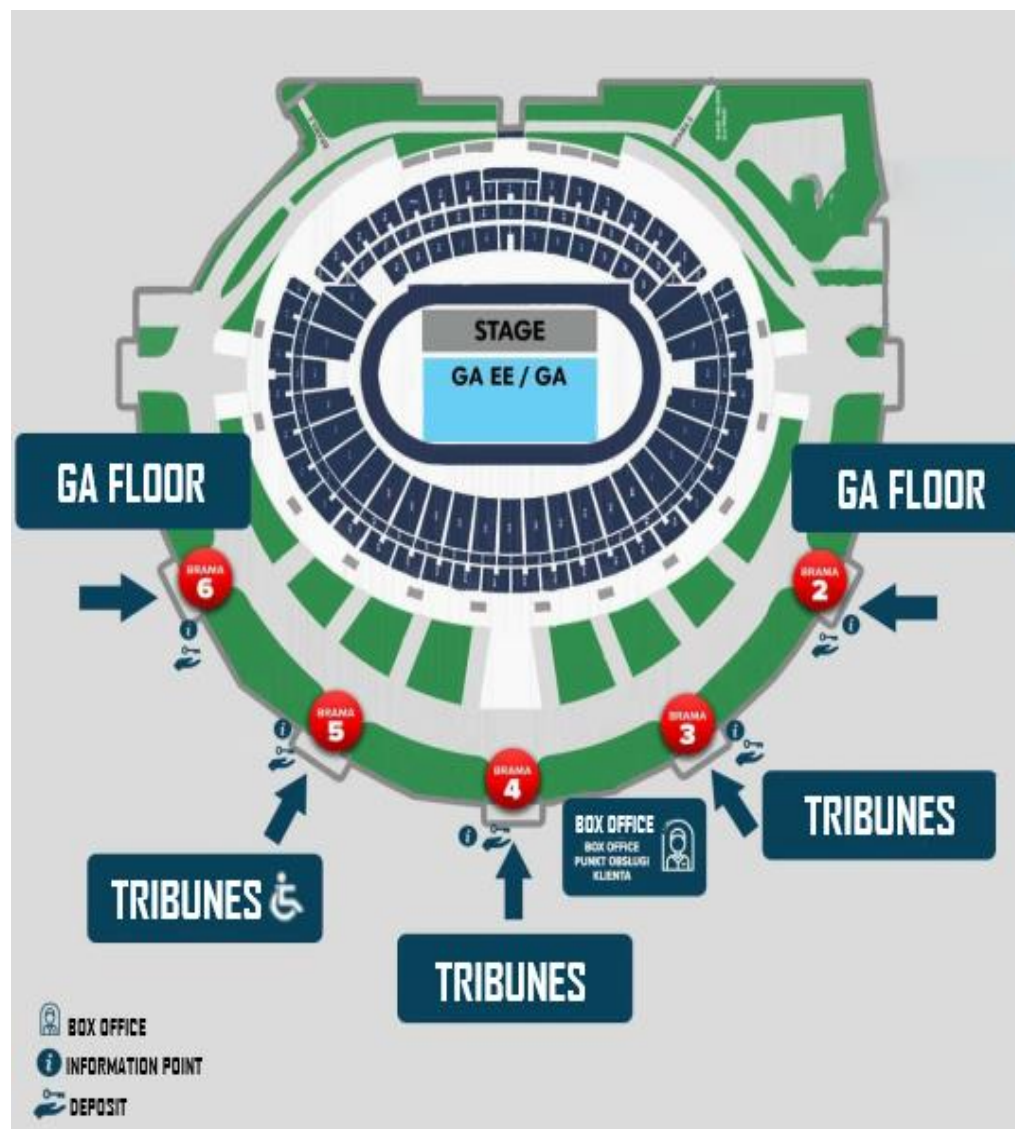 STAGE
GA EE / GA
GA FLOOR
GA FLOOR
BRAMA
6
BRAMA
2
BRAMA
5
BRAMA
3
BRAMA
4
BOX OFFICE
BOX OFFICE
PUNKT OBSŁUGI
KLIENTA
TRIBUNES
TRIBUNES
TRIBUNES
BOX OFFICE
INFORMATION POINT
DEPOSIT